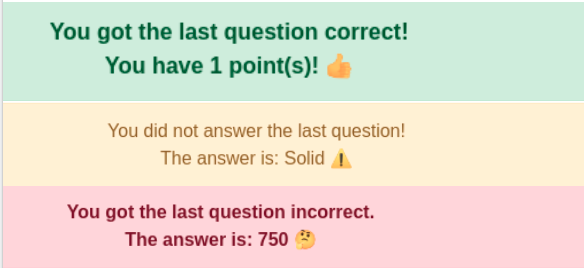 You got the last question correct!
You have 1 point(s)! 👍
You did not answer the last question!
The answer is: Solid ⚠️
You got the last question incorrect.
The answer is: 750 🤔